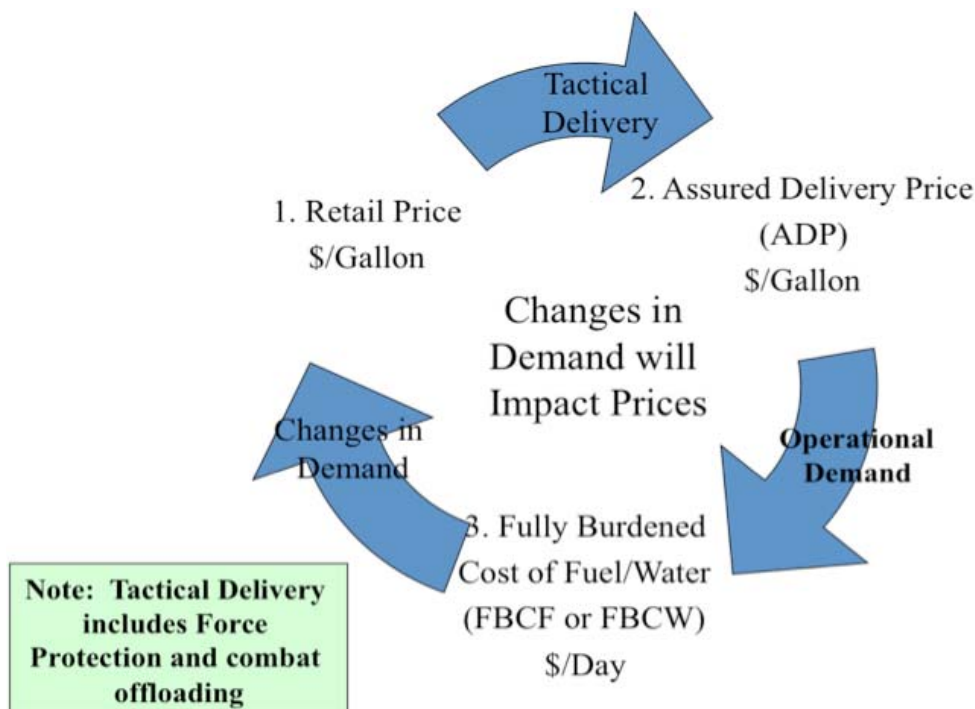 Tactical
Delivery
1. Retail Price
$/Gallon
2. Assured Delivery Price
(ADP)
$/Gallon
Changes in
Demand will
Impact Prices
Operational
Demand
3. Fully Burdened
Cost of Fuel/Water
(FBCF or FBCW)
$/Day
Changes in
Demand
Note: Tactical Delivery
includes Force
Protection and combat
offloading